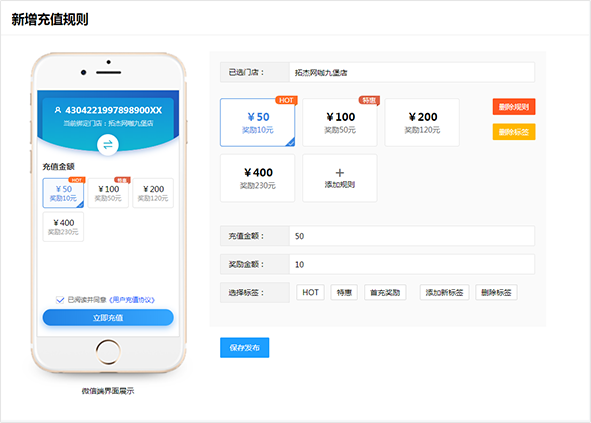 新增充值规则
4304221997898900XX
当前绑定门店：拓杰网咖九堡店
充值金额
HOT
特惠
￥50
￥100
￥200
奖励10元
奖励50元
奖励120元
￥400
奖励230元
已阅读并同意《用户充值协议》
立即充值
微信端界面展示
已选门店：
拓杰网咖九堡店
HOT
特惠
￥50
￥100
￥200
奖励10元
奖励50元
奖励120元
删除规则
删除标签
￥400
奖励230元
添加规则
充值金额：
50
奖励金额：
10
选择标签：
HOT
特惠
首充奖励
添加新标签
删除标签
保存发布